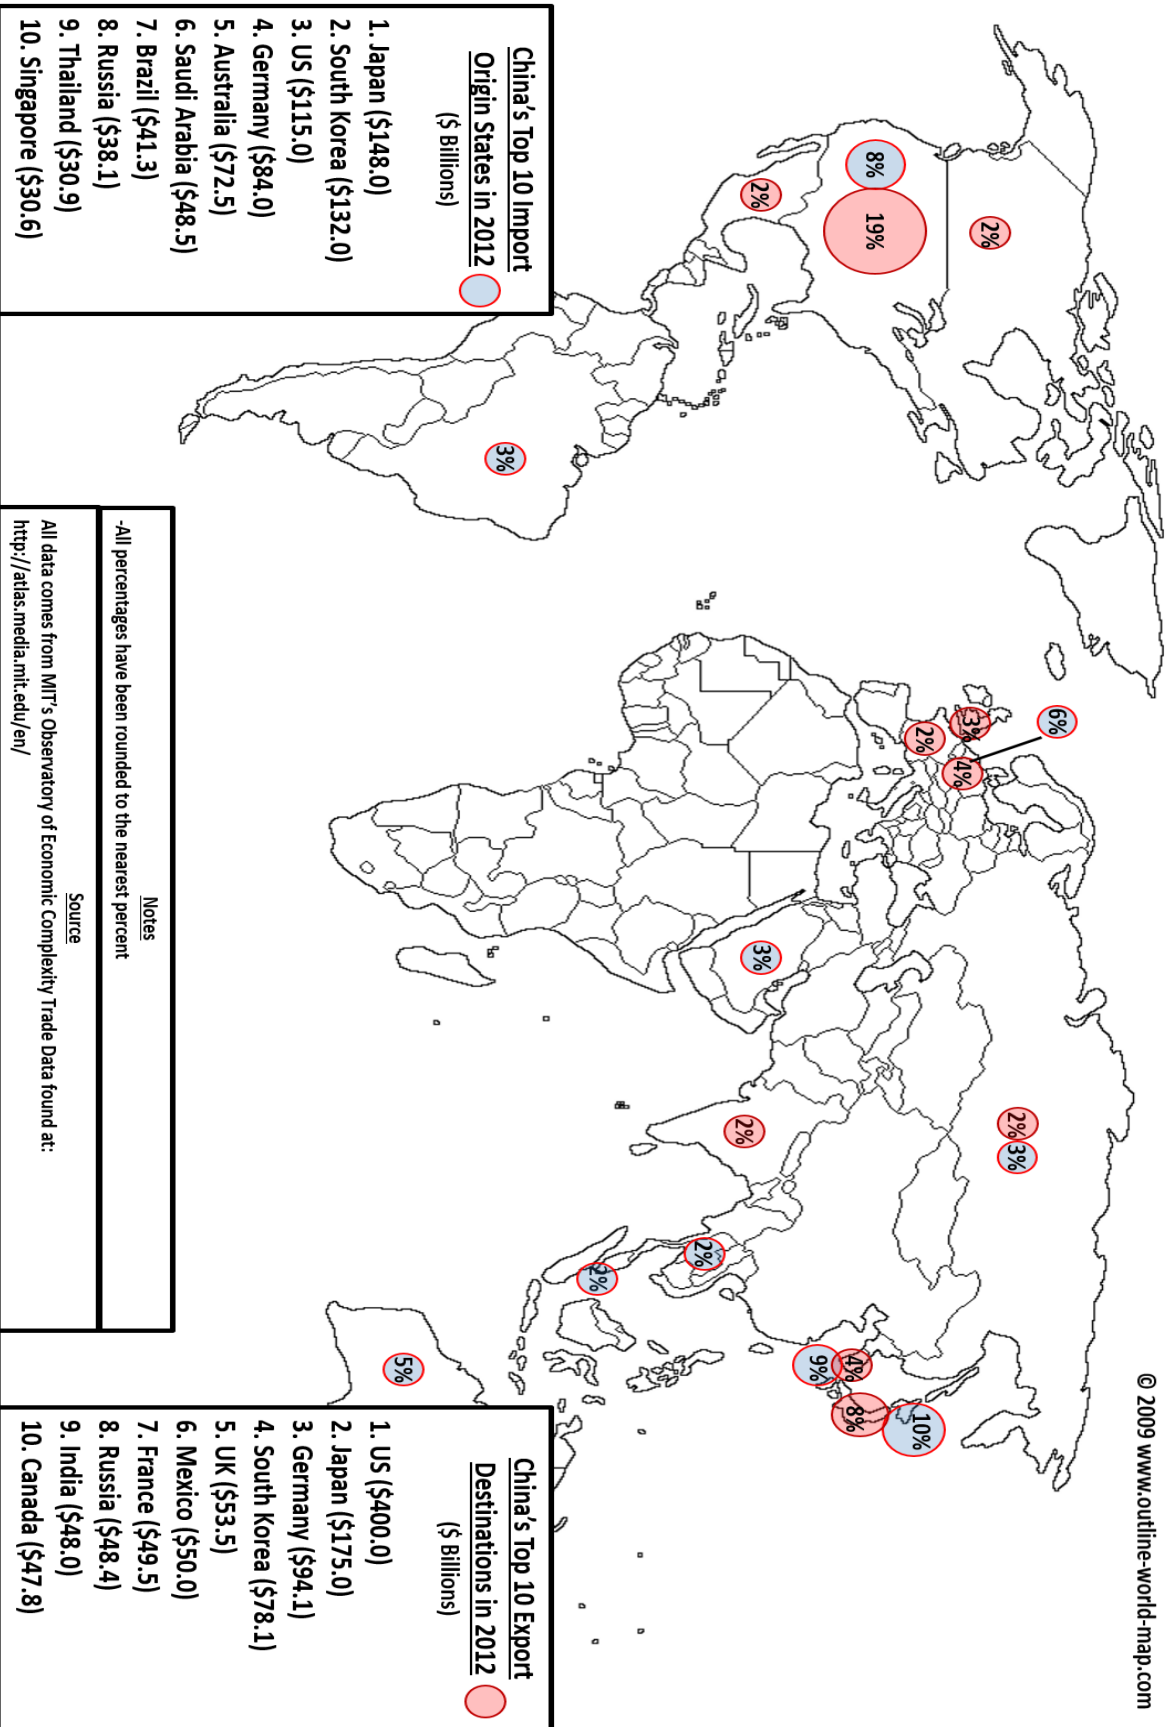 © 2009 www.outline-world-map.com
2%
8%
19%
2%
3%
6%
3%
4%
2%
3%
2%
3%
2%
2%
2%
10%
8%
4%
9%
5%
China's Top 10 Import
Origin States in 2012
($ Billions)
1. Japan ($148.0)
2. South Korea ($132.0)
3. US ($115.0)
4. Germany ($84.0)
5. Australia ($72.5)
6. Saudi Arabia ($48.5)
7. Brazil ($41.3)
8. Russia ($38.1)
9. Thailand ($30.9)
10. Singapore ($30.6)
Notes
-All percentages have been rounded to the nearest percent
Source
All data comes from MIT's Observatory of Economic Complexity Trade Data found at:
http://atlas.media.mit.edu/en/
China's Top 10 Export
Destinations in 2012
($ Billions)
1. US ($400.0)
2. Japan ($175.0)
3. Germany ($94.1)
4. South Korea ($78.1)
5. UK ($53.5)
6. Mexico ($50.0)
7. France ($49.5)
8. Russia ($48.4)
9. India ($48.0)
10. Canada ($47.8)